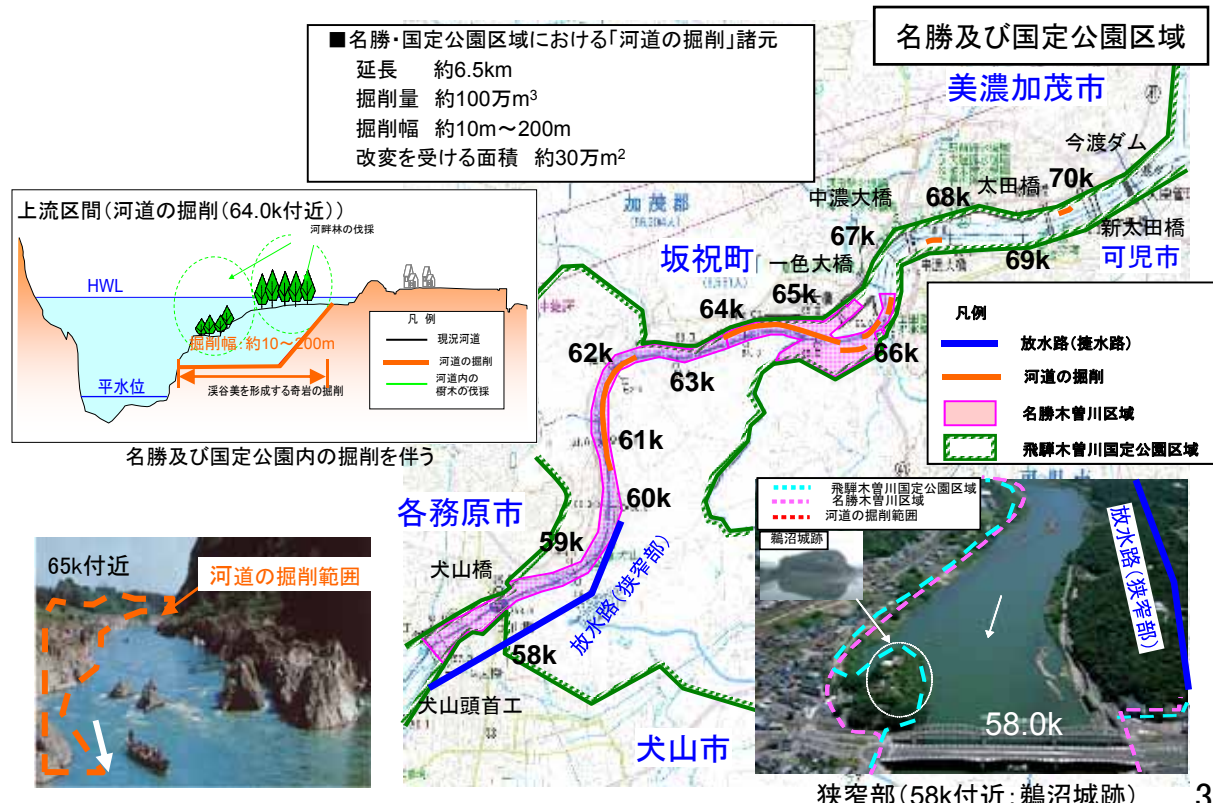 ■名勝・国定公園区域における「河道の掘削」諸元
延長　約6.5km
掘削量　約100万m³
掘削幅　約10m～200m
改変を受ける面積　約30万m²
名勝及び国定公園区域
美濃加茂市
今渡ダム
70k
太田橋
68k
中濃大橋
加茂郡
67k
新太田橋
69k
可児市
坂祝町
一色大橋
65k
64k
66k
62k
63k
61k
60k
各務原市
59k
犬山橋
放水路(狭窄部)
58k
犬山頭首工
犬山市
上流区間(河道の掘削(64.0k付近))
河畔林の伐採
HWL
掘削幅:約10～200m
平水位
渓谷美を形成する奇岩の掘削
凡 例
現況河道
河道の掘削
河道内の
樹木の伐採
名勝及び国定公園内の掘削を伴う
凡例
放水路(捷水路)
河道の掘削
名勝木曽川区域
飛騨木曽川国定公園区域
65k付近
河道の掘削範囲
飛騨木曽川国定公園区域
名勝木曽川区域
河道の掘削範囲
鵜沼城跡
放水路(狭窄部)
58.0k
狭窄部(58k付近:鵜沼城跡)
3